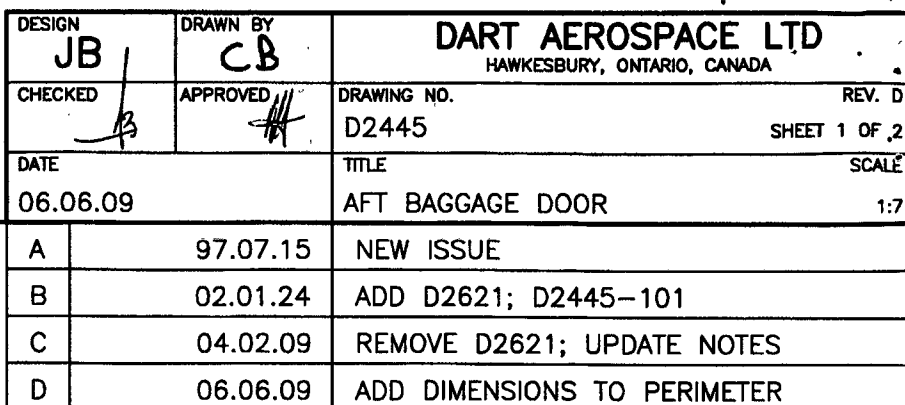 DESIGN DRAWN BY DART AEROSPACE LTD
JB CB HAWKESBURY, ONTARIO, CANADA
CHECKED APPROVED DRAWING NO. REV. D
D2445 SHEET 1 OF 2
DATE TITLE SCALE
06.06.09 AFT BAGGAGE DOOR 1:7
A 97.07.15 NEW ISSUE
B 02.01.24 ADD D2621; D2445-101
C 04.02.09 REMOVE D2621; UPDATE NOTES
D 06.06.09 ADD DIMENSIONS TO PERIMETER